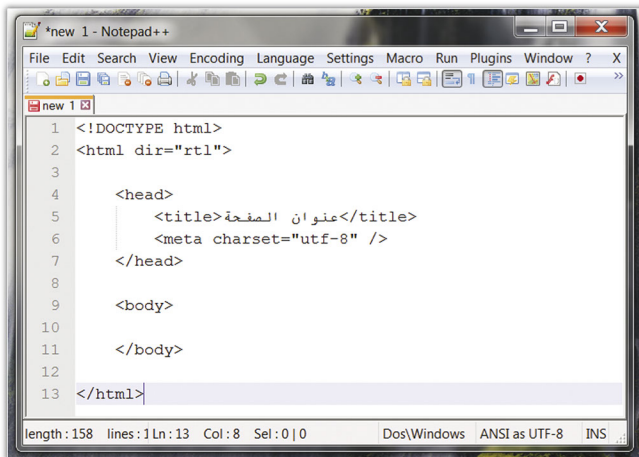 *new 1 - Notepad++
File Edit Search View Encoding Language Settings Macro Run Plugins Window ? X
new 1
1 <!DOCTYPE html>
2 <html dir="rtl">
3
4 <head>
5 <title>عنوان الصفحة</title>
6 <meta charset="utf-8" />
7 </head>
8
9 <body>
10
11 </body>
12
13 </html>
length : 158 lines : 1 Ln : 13 Col : 8 Sel : 0 | 0 Dos\Windows ANSI as UTF-8 INS